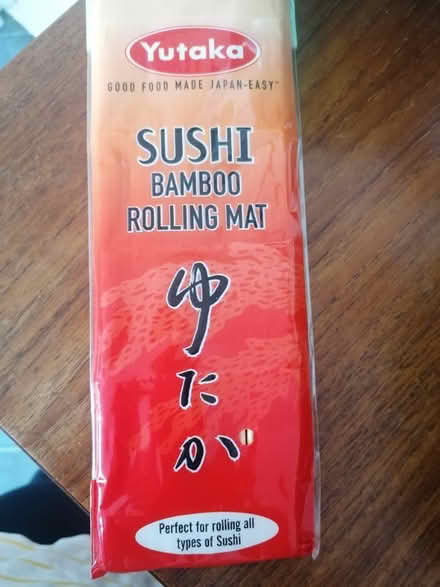 Yutaka®
GOOD FOOD MADE JAPAN-EASY™
SUSHI
BAMBOO
ROLLING MAT
ゆたか
Perfect for rolling all
types of Sushi